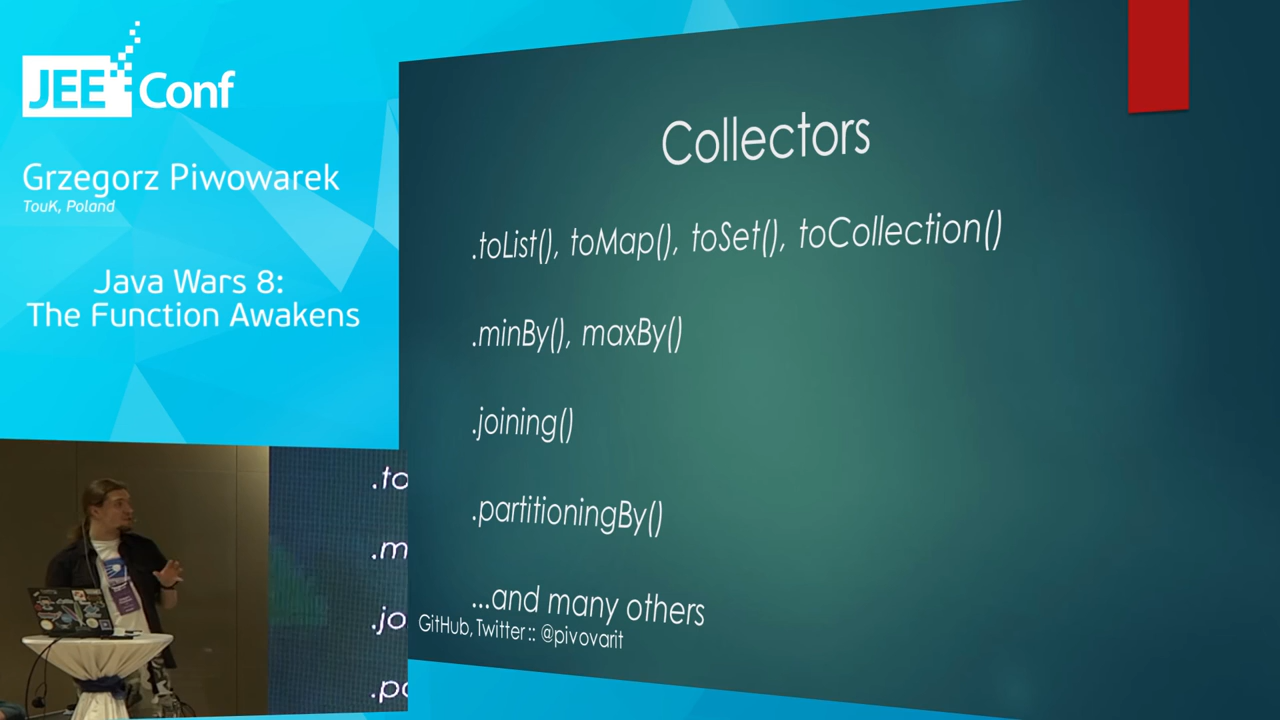 JEE Conf
Grzegorz Piwowarek
TouK, Poland
Java Wars 8:
The Function Awakens
Collectors
.toList(), toMap(), toSet(), toCollection()
.minBy(), maxBy()
.joining()
.partitioningBy()
...and many others
GitHub, Twitter :: @pivovarit
.to
.m
.jo
.pa